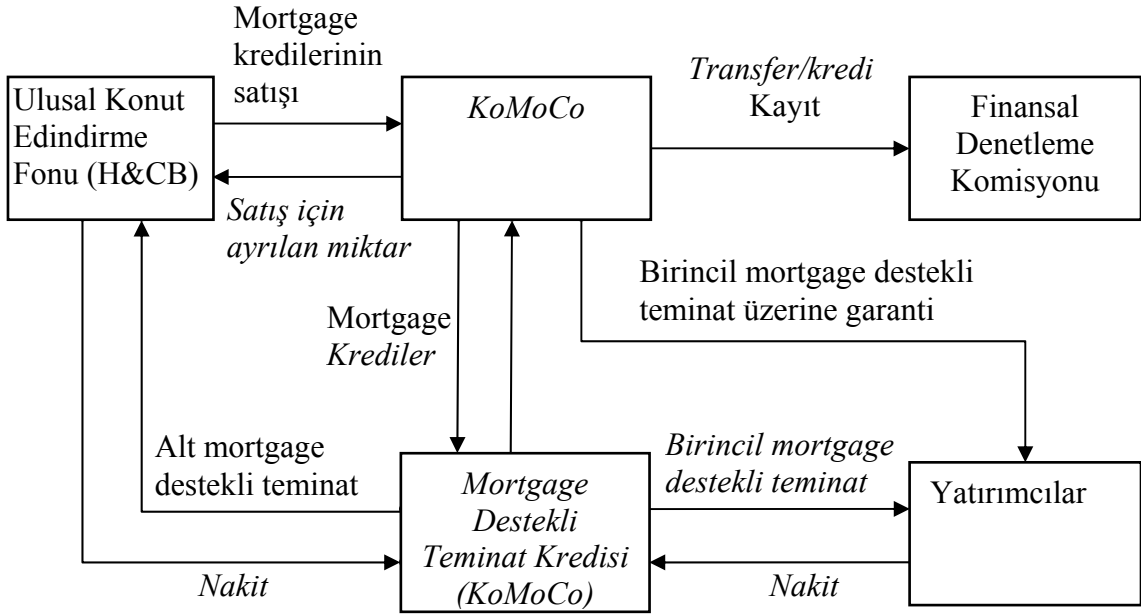 Mortgage
kredilerinin
satışı
Ulusal Konut
Edindirme
Fonu (H&CB)
KoMoCo
Transfer/kredi
Kayıt
Finansal
Denetleme
Komisyonu
Satış için
ayrılan miktar
Birincil mortgage destekli
teminat üzerine garanti
Mortgage
Krediler
Alt mortgage
destekli teminat
Birincil mortgage
destekli teminat
Mortgage
Destekli
Teminat Kredisi
(KoMoCo)
Yatırımcılar
Nakit
Nakit